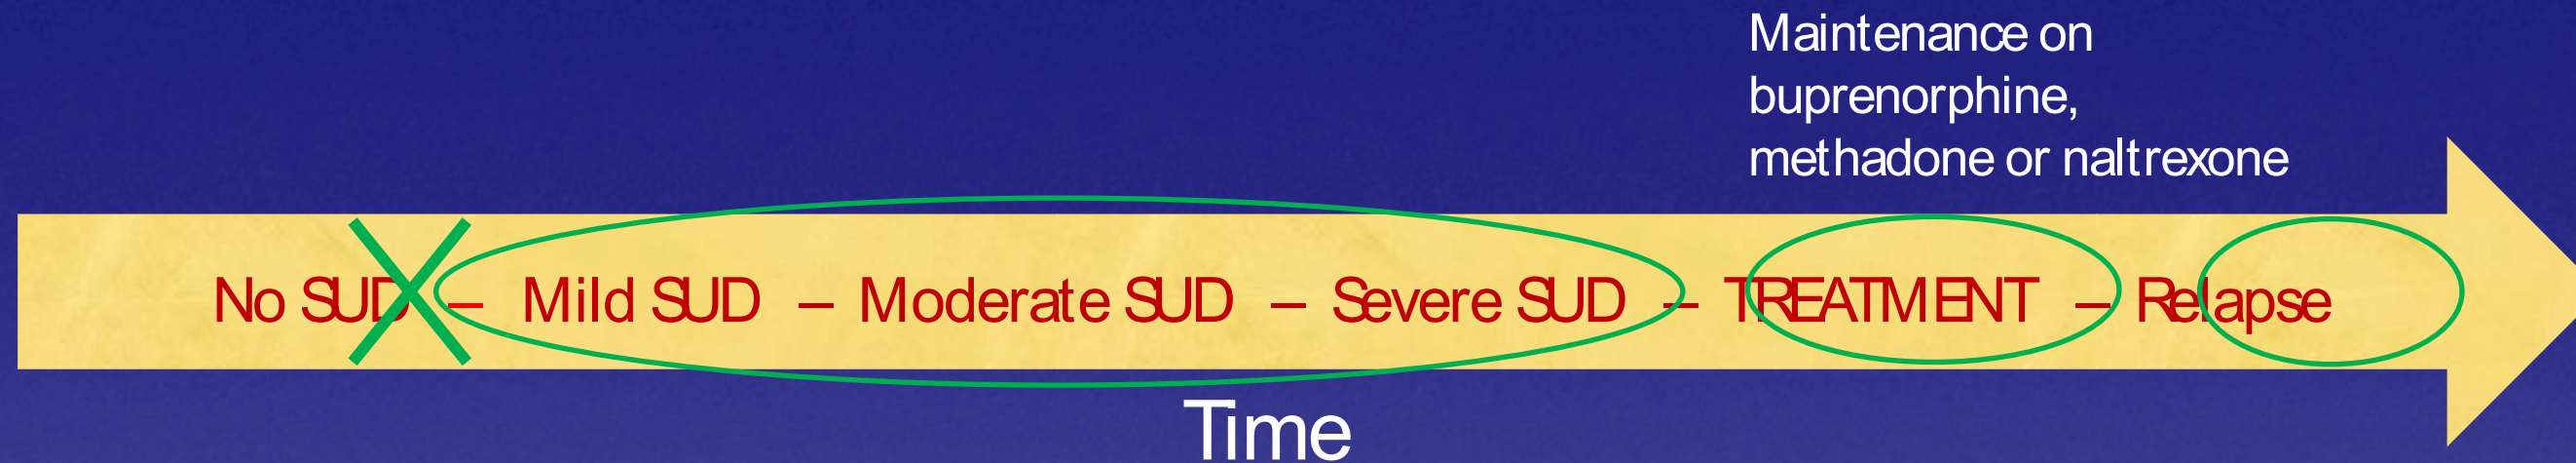 Maintenance on
buprenorphine,
methadone or naltrexone
No SUD – Mild SUD – Moderate SUD – Severe SUD – TREATMENT – Relapse
Time